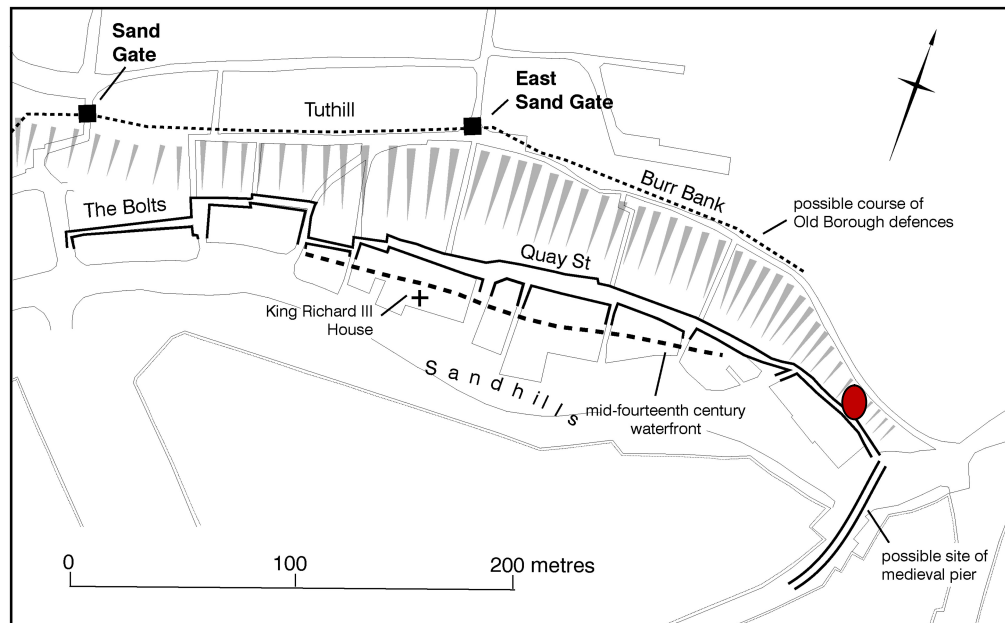 Sand
Gate
East
Sand Gate
Tuthill
Burr Bank
possible course of
Old Borough defences
The Bolts
Quay St
King Richard III
House
Sandhills
mid-fourteenth century
waterfront
0
100
200 metres
possible site of
medieval pier